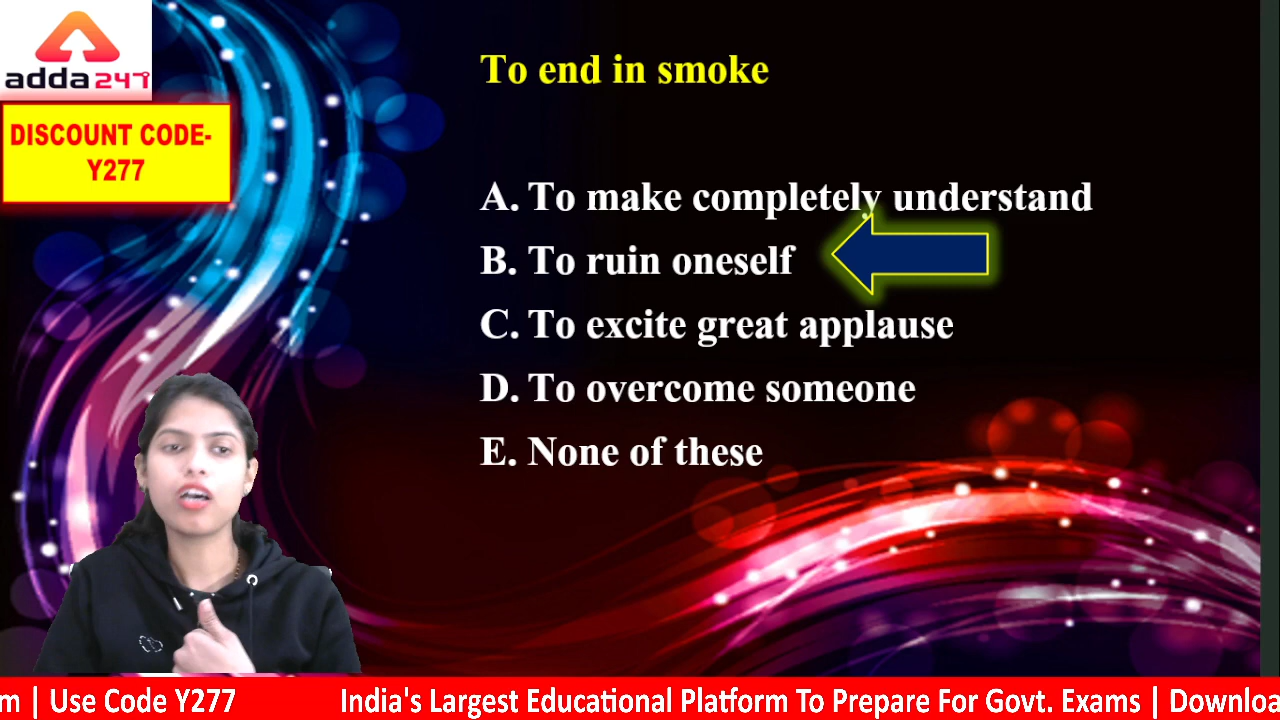 adda247
DISCOUNT CODE-
Y277
To end in smoke
A. To make completely understand
B. To ruin oneself
C. To excite great applause
D. To overcome someone
E. None of these
m | Use Code Y277 India's Largest Educational Platform To Prepare For Govt. Exams | Downloa